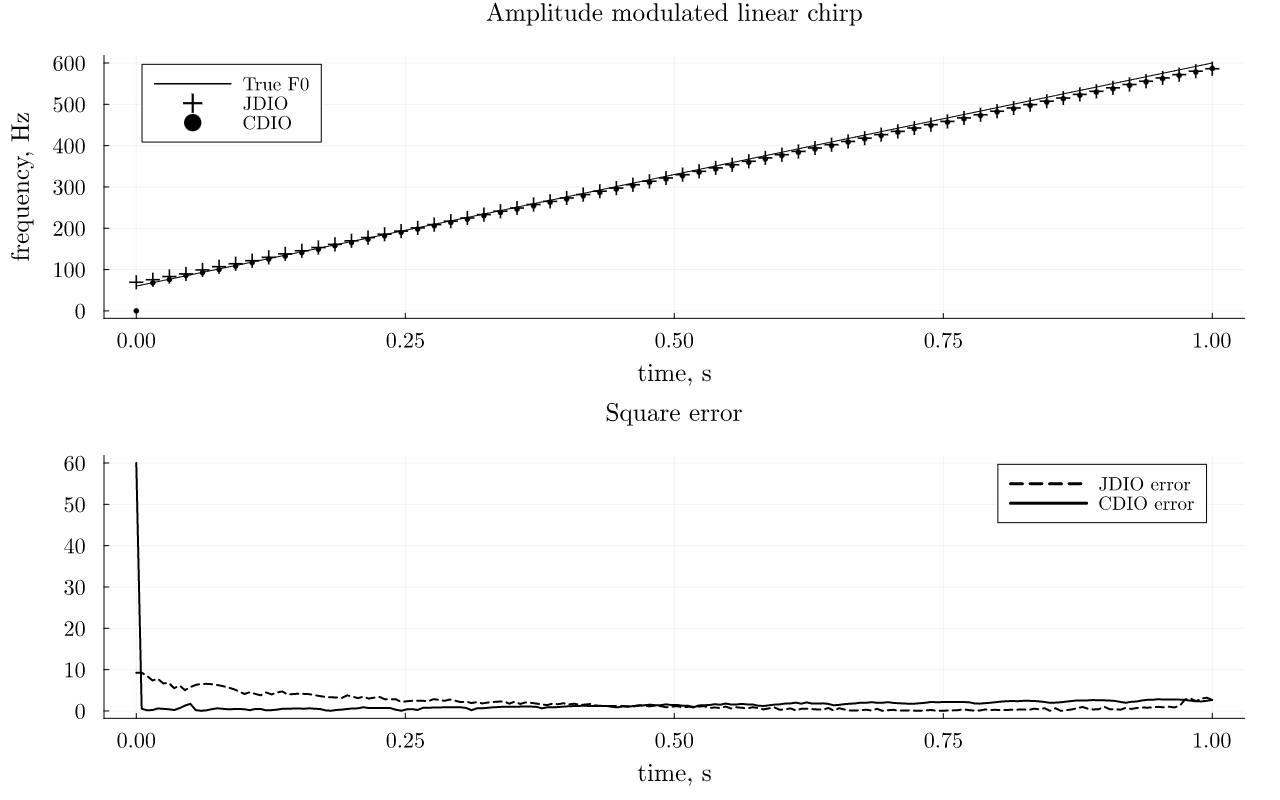 Amplitude modulated linear chirp
frequency, Hz
600
500
400
300
200
100
0
True F0
JDIO
CDIO
0.00 0.25 0.50 0.75 1.00
time, s
Square error
60
50
40
30
20
10
0
JDIO error
CDIO error
0.00 0.25 0.50 0.75 1.00
time, s